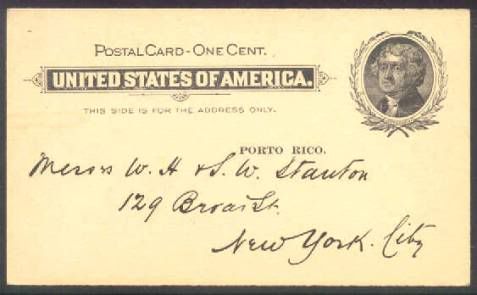 POSTAL CARD - ONE CENT.
UNITED STATES OF AMERICA.
THIS SIDE IS FOR THE ADDRESS ONLY.
PORTO RICO.
Messrs W. H & S. W. Stanton
129 Broad St.
New York. City